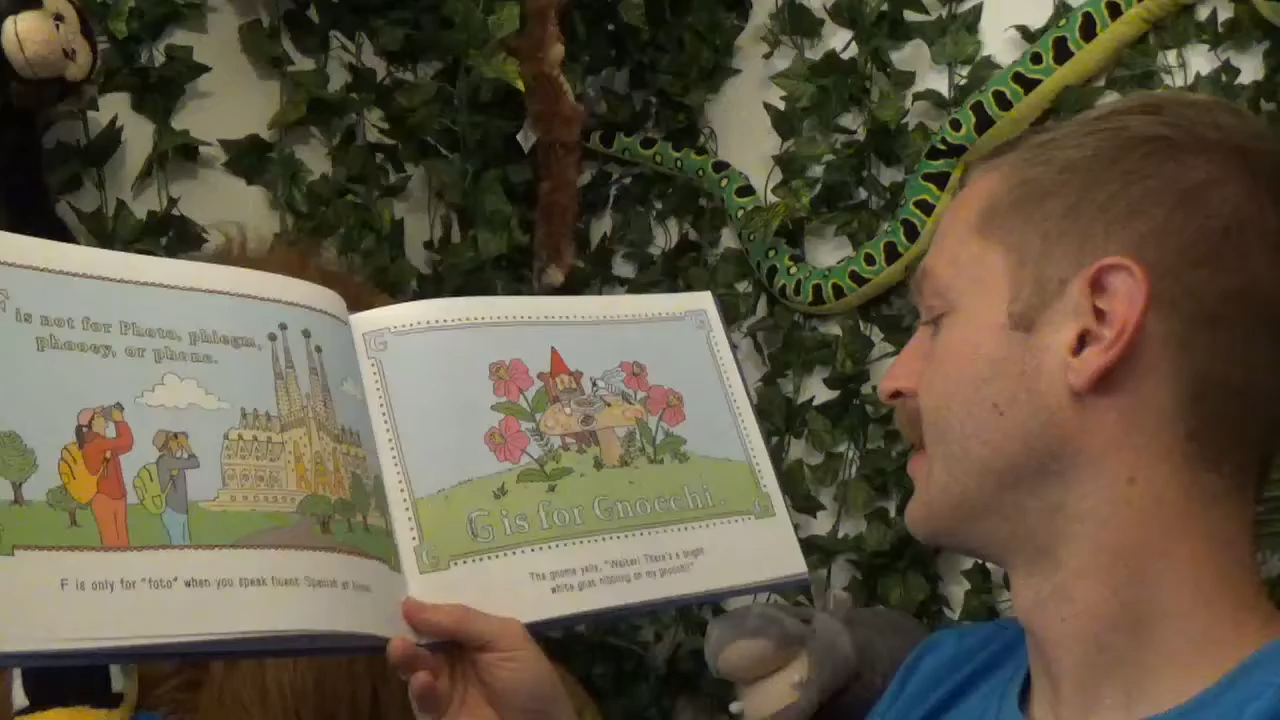 F is not for Photo, phlegm,
phooey, or phone.
F is only for "foto" when you speak fluent Spanish at home.
G
G is for Gnocchi.
The gnome yells, "Waiter! There's a bright
white gnat nibbling on my gnocchi!"